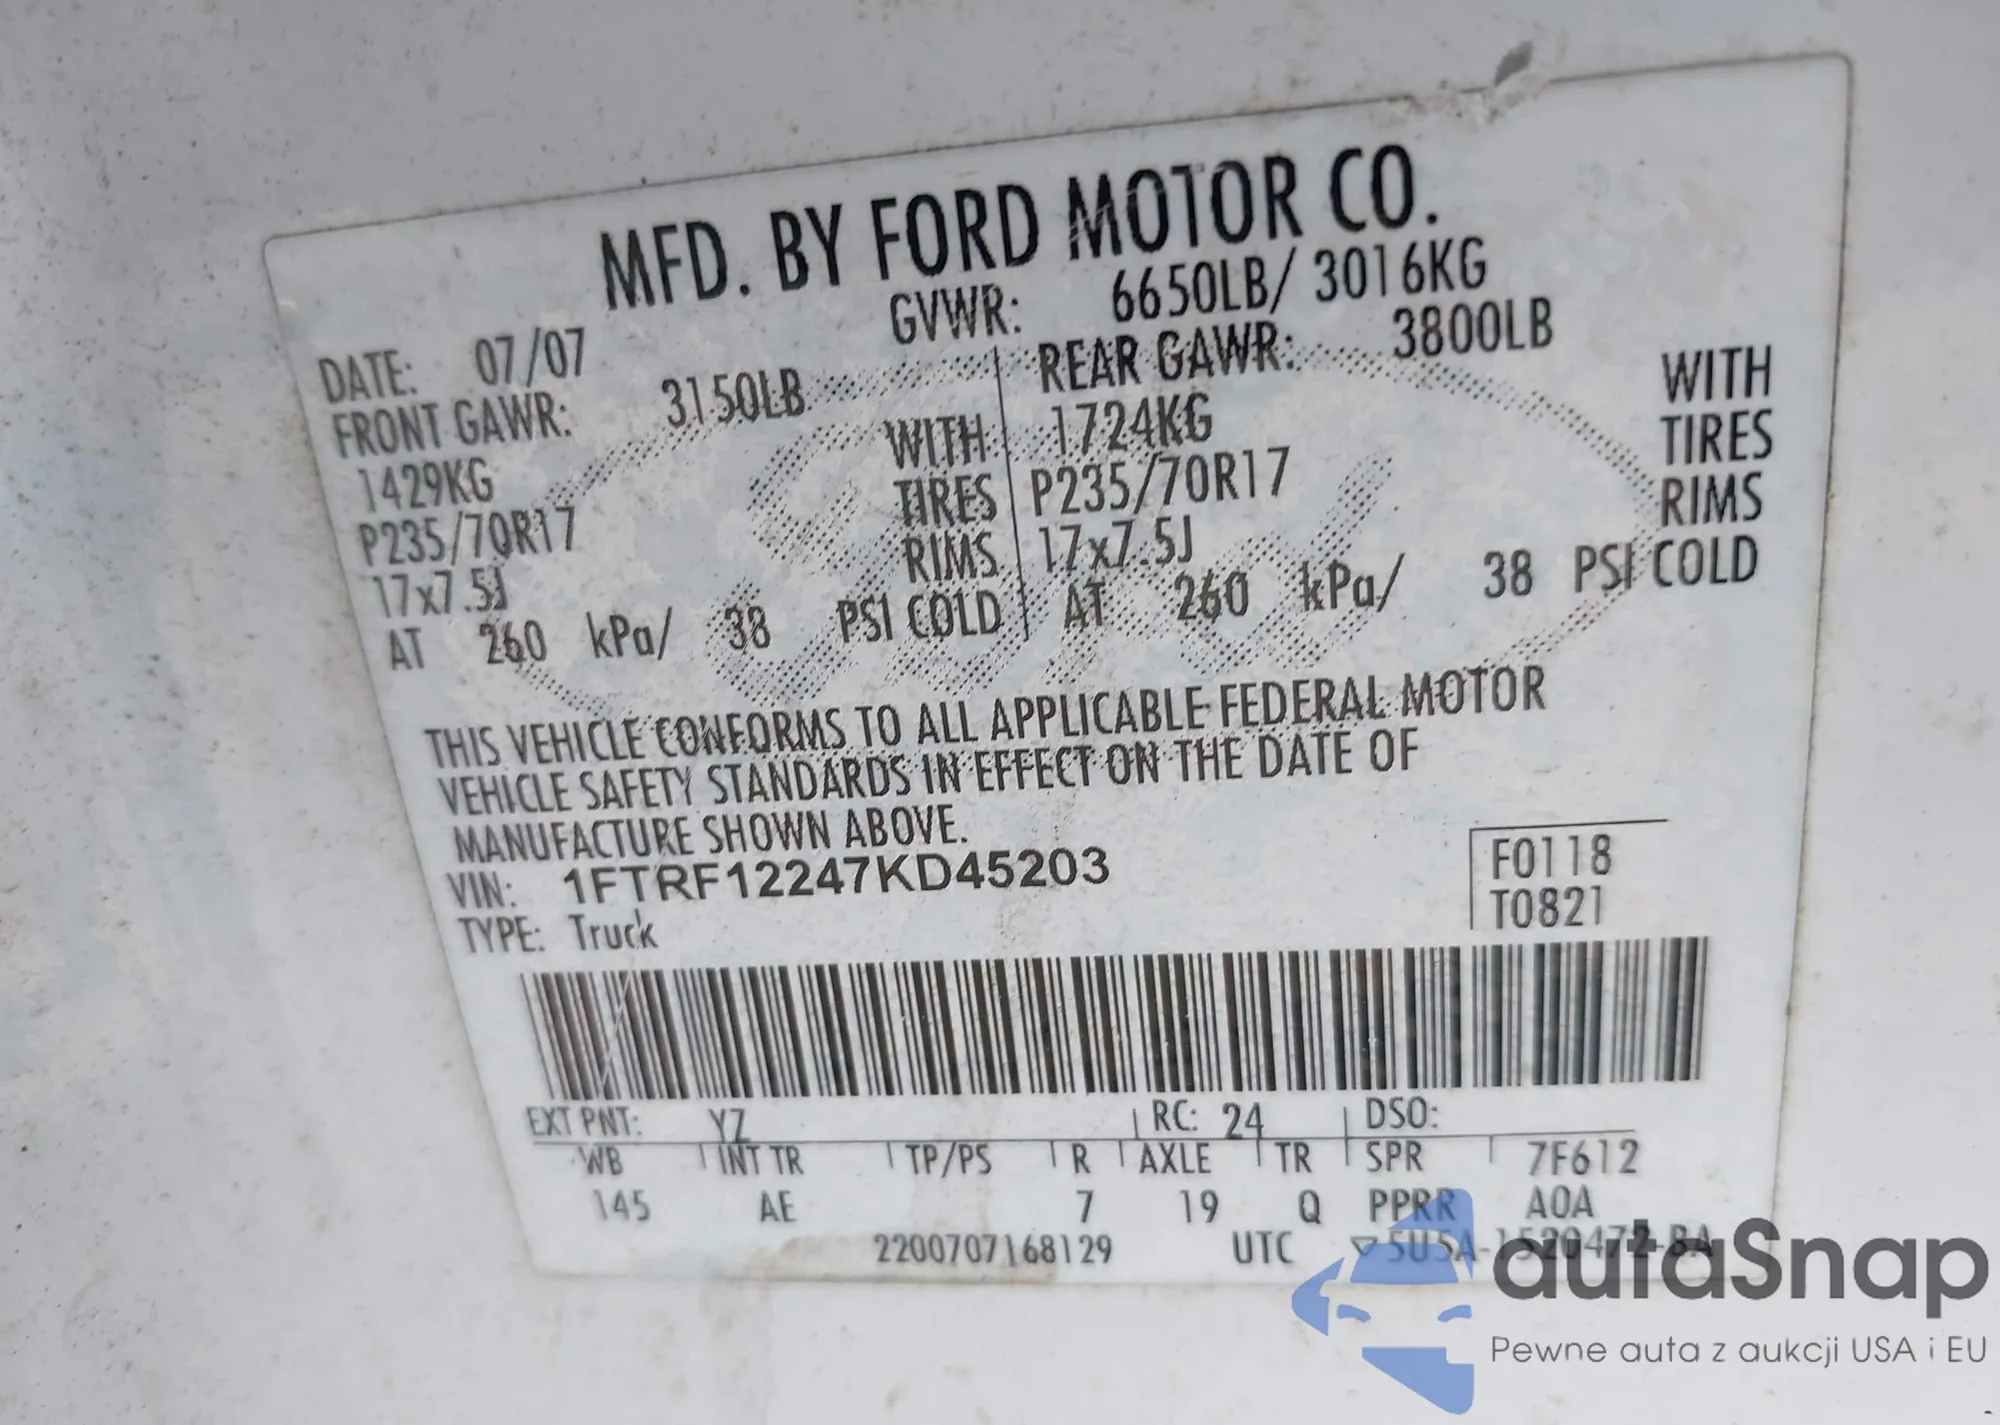 MFD. BY FORD MOTOR CO.
DATE: 07/07 GVWR: 6650LB/ 3016KG
FRONT GAWR: 3150LB REAR GAWR: 3800LB
1429KG WITH 1724KG WITH
P235/70R17 TIRES P235/70R17 TIRES
17x7.5J RIMS 17x7.5J RIMS
AT 260 kPa/ 38 PSI COLD AT 260 kPa/ 38 PSI COLD
THIS VEHICLE CONFORMS TO ALL APPLICABLE FEDERAL MOTOR
VEHICLE SAFETY STANDARDS IN EFFECT ON THE DATE OF
MANUFACTURE SHOWN ABOVE.
VIN: 1FTRF12247KD45203
TYPE: Truck
F0118
T0821
EXT PNT: YZ RC: 24 DSO:
WB INT TR TP/PS R AXLE TR SPR 7F612
145 AE 7 19 Q PPRR A0A
2200707168129 UTC ▽5U5A-1520472-BA
autaSnap
Pewne auta z aukcji USA i EU